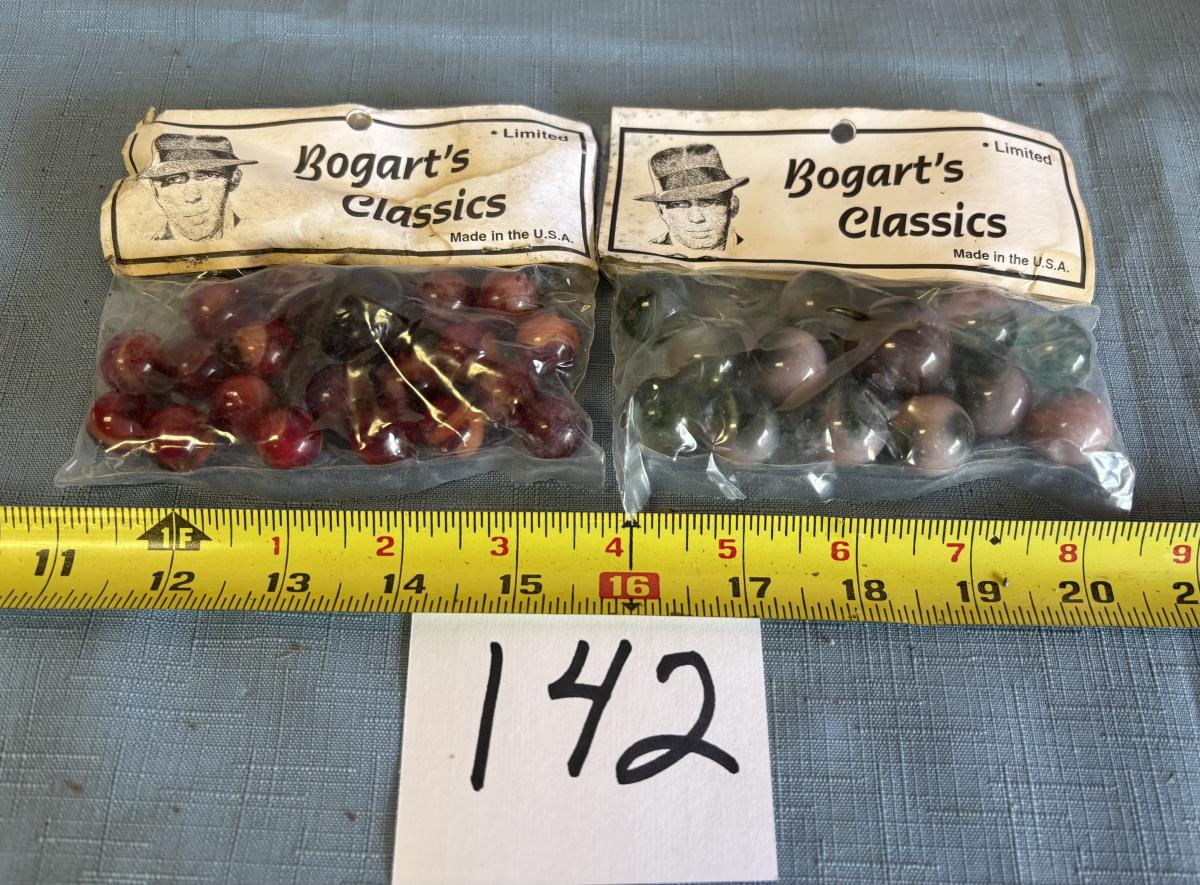 • Limited
Bogart's
Classics
Made in the U.S.A.
• Limited
Bogart's
Classics
Made in the U.S.A.
1F 1 2 3 4 5 6 7 8 9
11 12 13 14 15 16 17 18 19 20 2
142